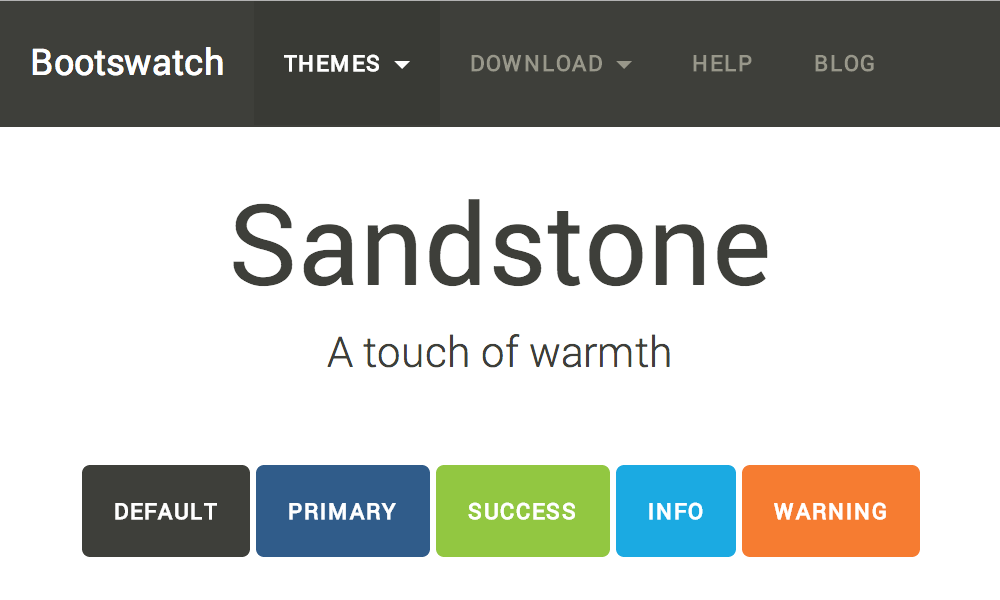 Bootswatch THEMES DOWNLOAD HELP BLOG
Sandstone
A touch of warmth
DEFAULT PRIMARY SUCCESS INFO WARNING